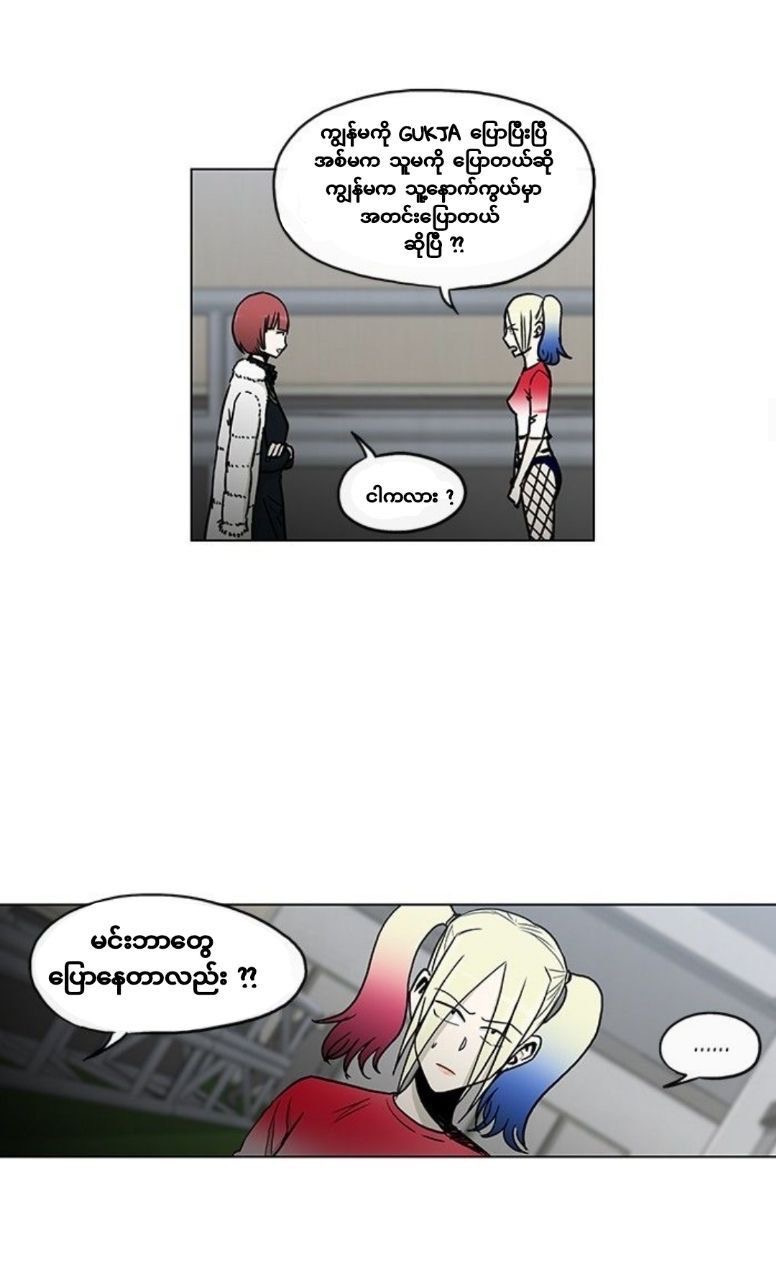 ကျွန်မကို GUKJA ပြောပြီးပြီ
အစ်မက သူမကို ပြောတယ်ဆို
ကျွန်မက သူ့နောက်ကွယ်မှာ
အတင်းပြောတယ်
ဆိုပြီ ??
ငါကလား ?
မင်းဘာတွေ
ပြောနေတာလည်း ??
......